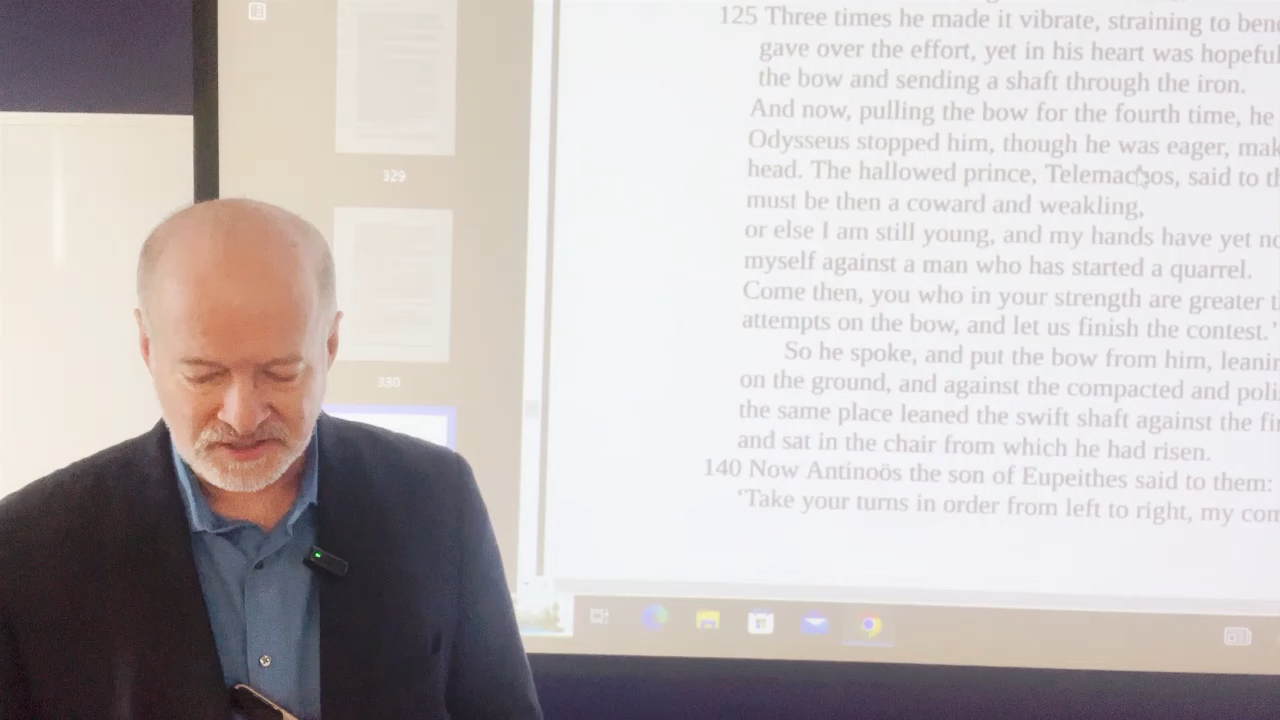 329
330
125 Three times he made it vibrate, straining to bend
gave over the effort, yet in his heart was hopeful
the bow and sending a shaft through the iron.
And now, pulling the bow for the fourth time, he
Odysseus stopped him, though he was eager, mak
head. The hallowed prince, Telemachos, said to th
must be then a coward and weakling,
or else I am still young, and my hands have yet no
myself against a man who has started a quarrel.
Come then, you who in your strength are greater t
attempts on the bow, and let us finish the contest.’
So he spoke, and put the bow from him, leanin
on the ground, and against the compacted and poli
the same place leaned the swift shaft against the fi
and sat in the chair from which he had risen.
140 Now Antinoös the son of Eupeithes said to them:
‘Take your turns in order from left to right, my com